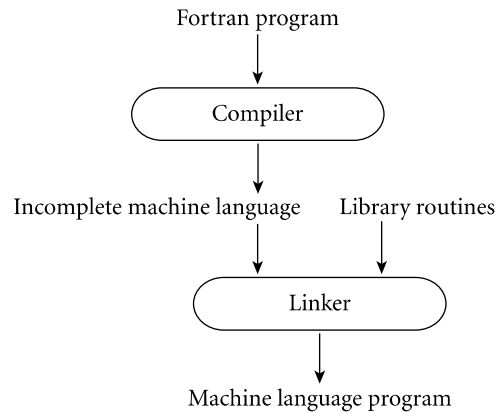 Fortran program
Compiler
Incomplete machine language
Library routines
Linker
Machine language program